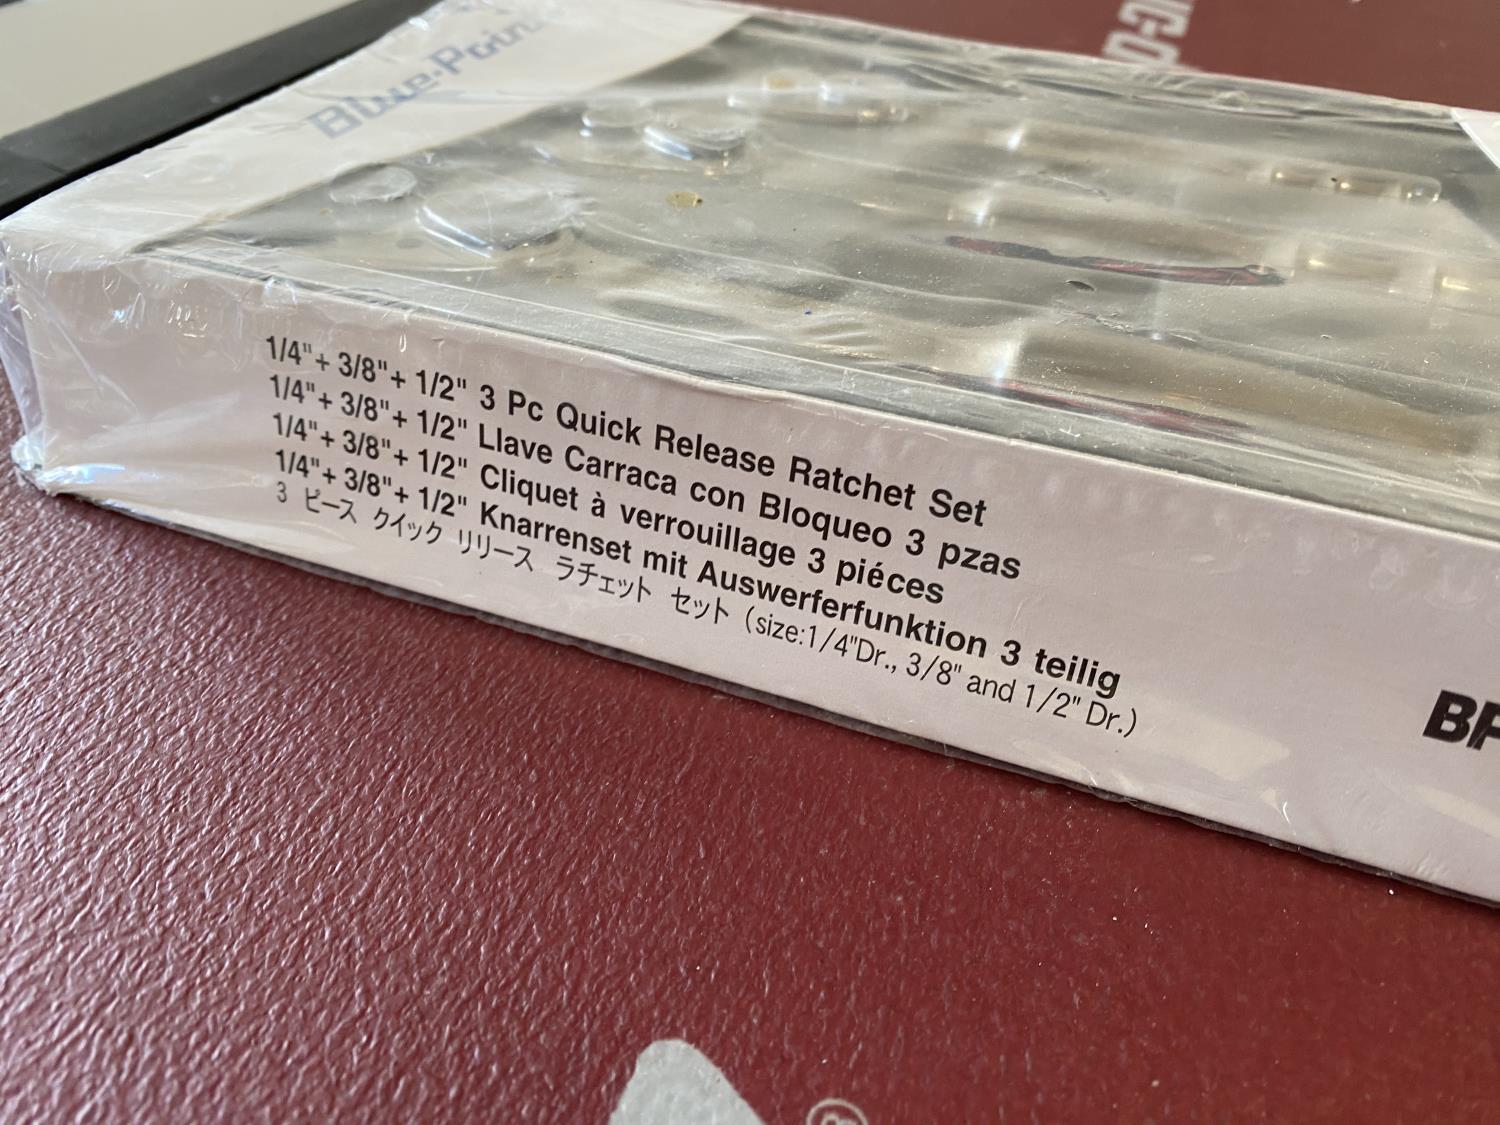 Blue-Point
1/4"+ 3/8"+ 1/2" 3 Pc Quick Release Ratchet Set
1/4"+ 3/8"+ 1/2" Llave Carraca con Bloqueo 3 pzas
1/4"+ 3/8"+ 1/2" Cliquet à verrouillage 3 piéces
1/4"+ 3/8"+ 1/2" Knarrenset mit Auswerferfunktion 3 teilig
3 ピース クイック リリース ラチェット セット (size:1/4"Dr., 3/8" and 1/2" Dr.)
®